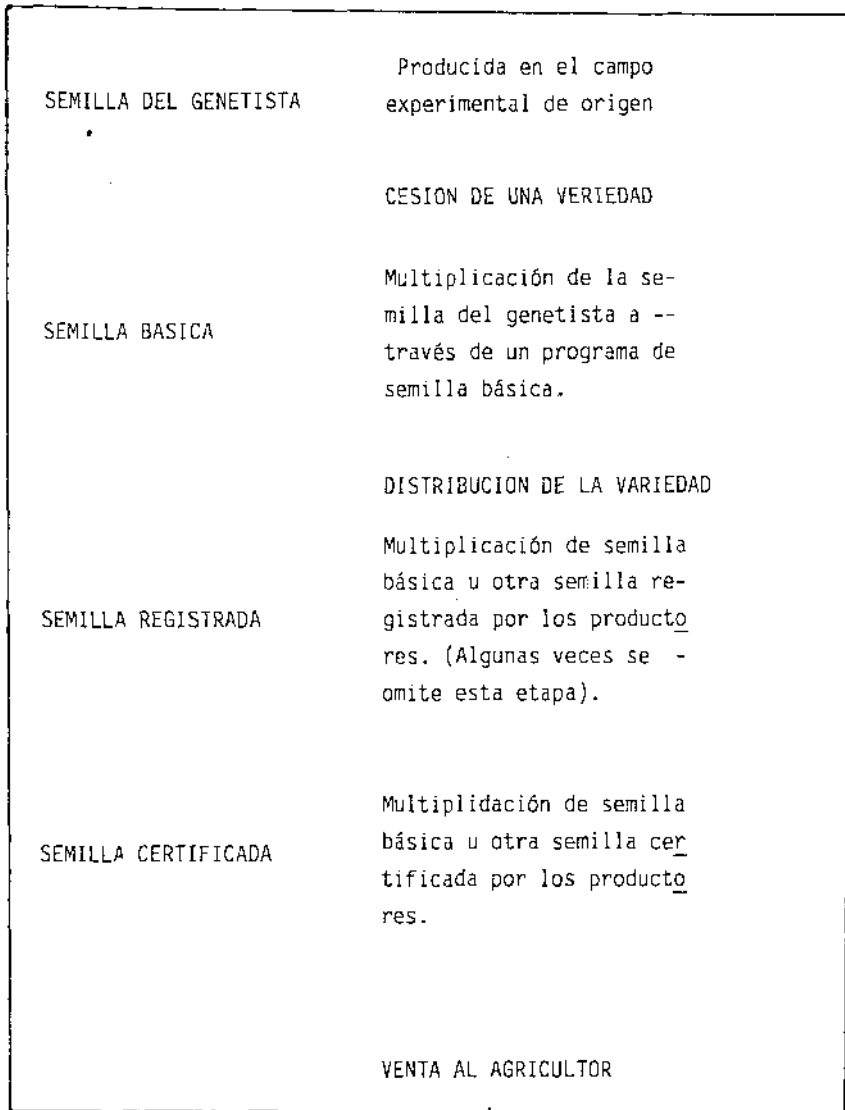 Producida en el campo
SEMILLA DEL GENETISTA experimental de origen
CESION DE UNA VERIEDAD
Multiplicación de la se-
milla del genetista a --
SEMILLA BASICA
través de un programa de
semilla básica.
DISTRIBUCION DE LA VARIEDAD
Multiplicación de semilla
básica u otra semilla re-
SEMILLA REGISTRADA gistrada por los producto
res. (Algunas veces se -
omite esta etapa).
Multiplidación de semilla
básica u otra semilla cer
SEMILLA CERTIFICADA
tificada por los producto
res.
VENTA AL AGRICULTOR